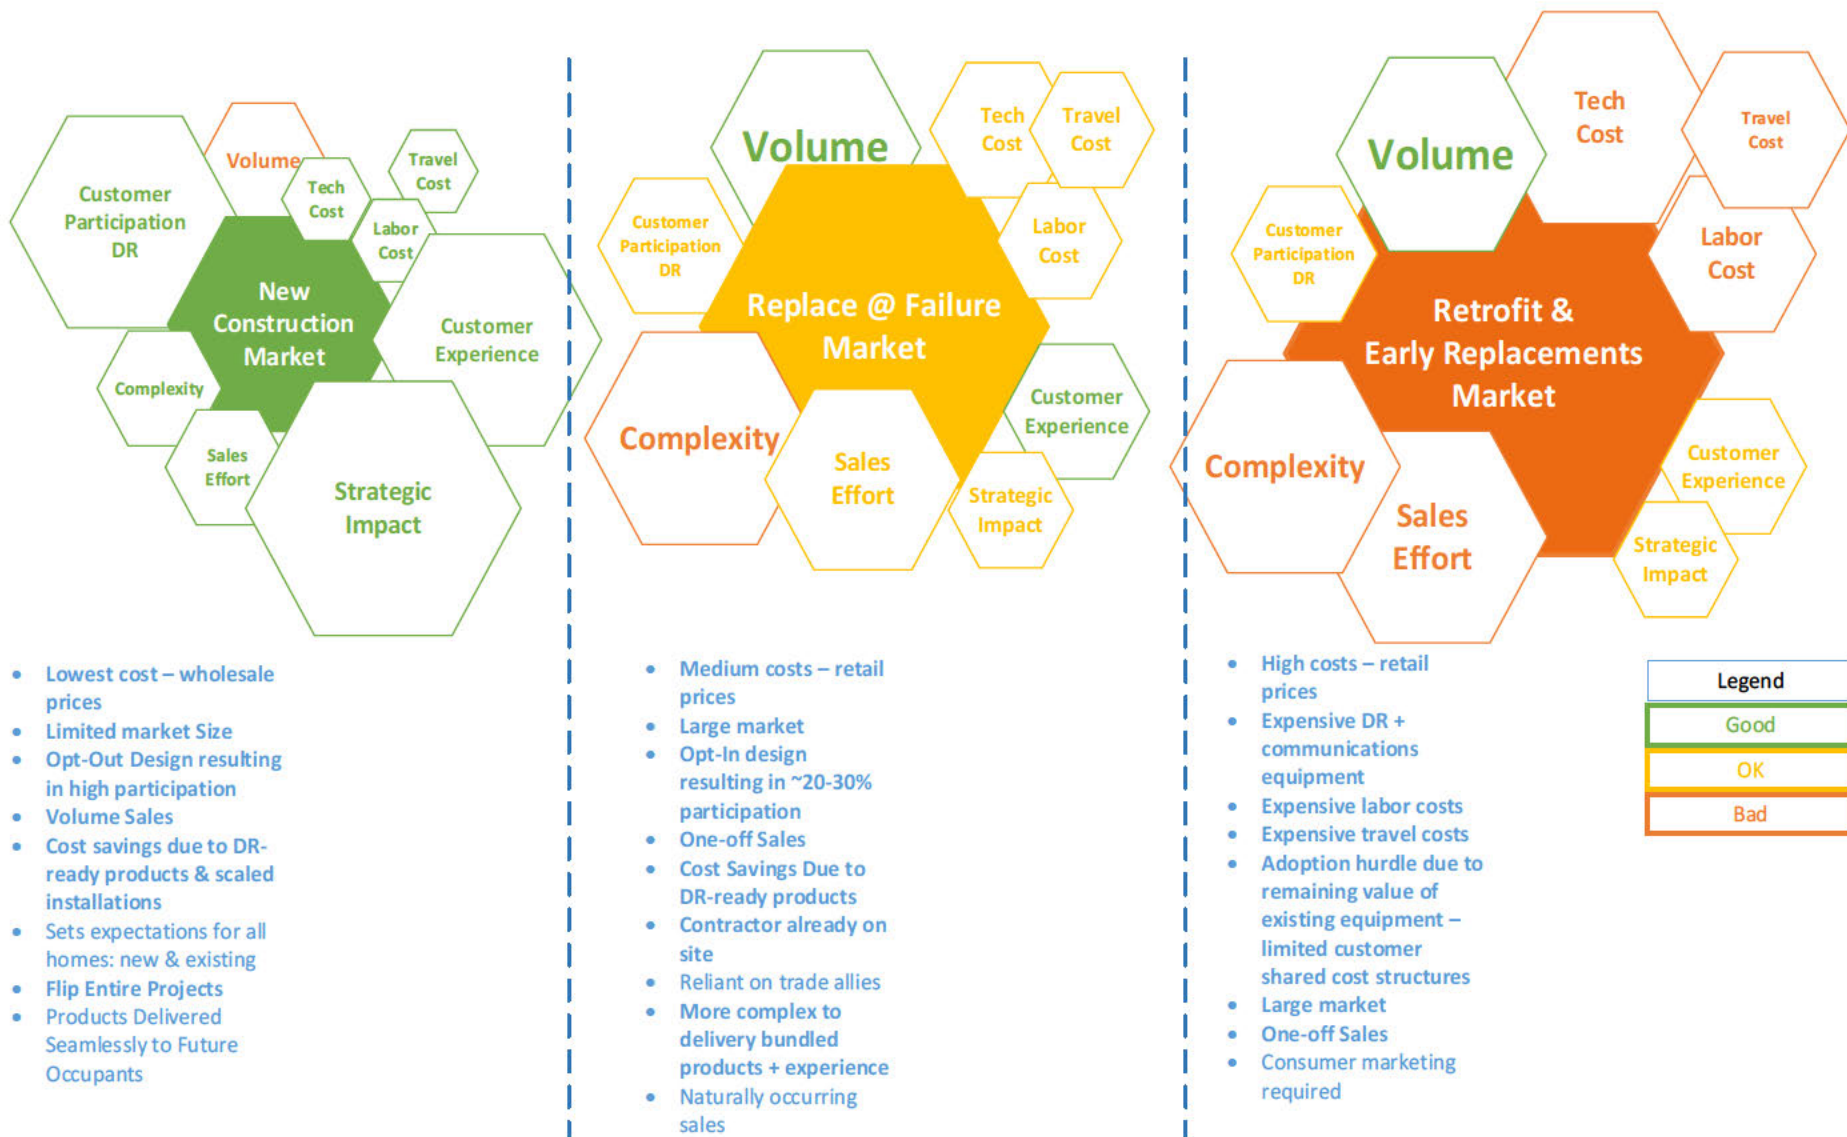 Volume
Customer
Participation
DR
Tech
Cost
Travel
Cost
Labor
Cost
New
Construction
Market
Customer
Experience
Complexity
Sales
Effort
Strategic
Impact
• Lowest cost – wholesale
prices
• Limited market Size
• Opt-Out Design resulting
in high participation
• Volume Sales
• Cost savings due to DR-
ready products & scaled
installations
• Sets expectations for all
homes: new & existing
• Flip Entire Projects
• Products Delivered
Seamlessly to Future
Occupants
Volume
Tech
Cost
Travel
Cost
Customer
Participation
DR
Labor
Cost
Replace @ Failure
Market
Complexity
Customer
Experience
Sales
Effort
Strategic
Impact
• Medium costs – retail
prices
• Large market
• Opt-In design
resulting in ~20-30%
participation
• One-off Sales
• Cost Savings Due to
DR-ready products
• Contractor already on
site
• Reliant on trade allies
• More complex to
delivery bundled
products + experience
• Naturally occurring
sales
Volume
Tech
Cost
Travel
Cost
Customer
Participation
DR
Labor
Cost
Retrofit &
Early Replacements
Market
Complexity
Customer
Experience
Sales
Effort
Strategic
Impact
• High costs – retail
prices
• Expensive DR +
communications
equipment
• Expensive labor costs
• Expensive travel costs
• Adoption hurdle due to
remaining value of
existing equipment –
limited customer
shared cost structures
• Large market
• One-off Sales
• Consumer marketing
required
Legend
Good
OK
Bad